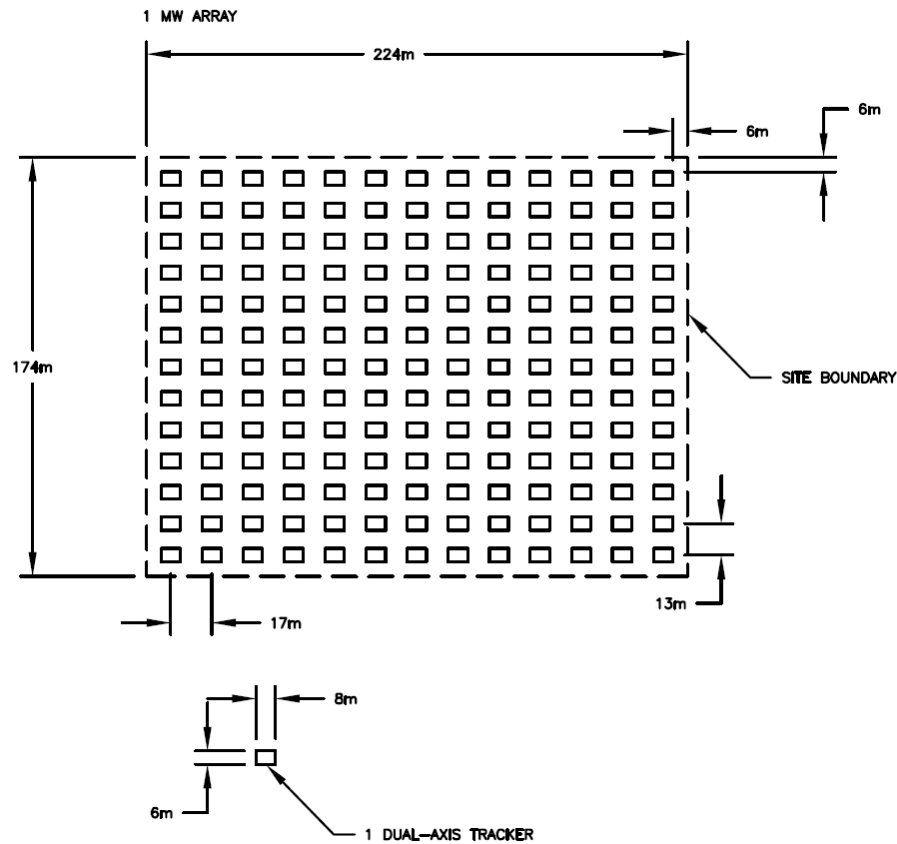 1 MW ARRAY
224m
6m
6m
174m
SITE BOUNDARY
13m
17m
8m
6m
1 DUAL-AXIS TRACKER